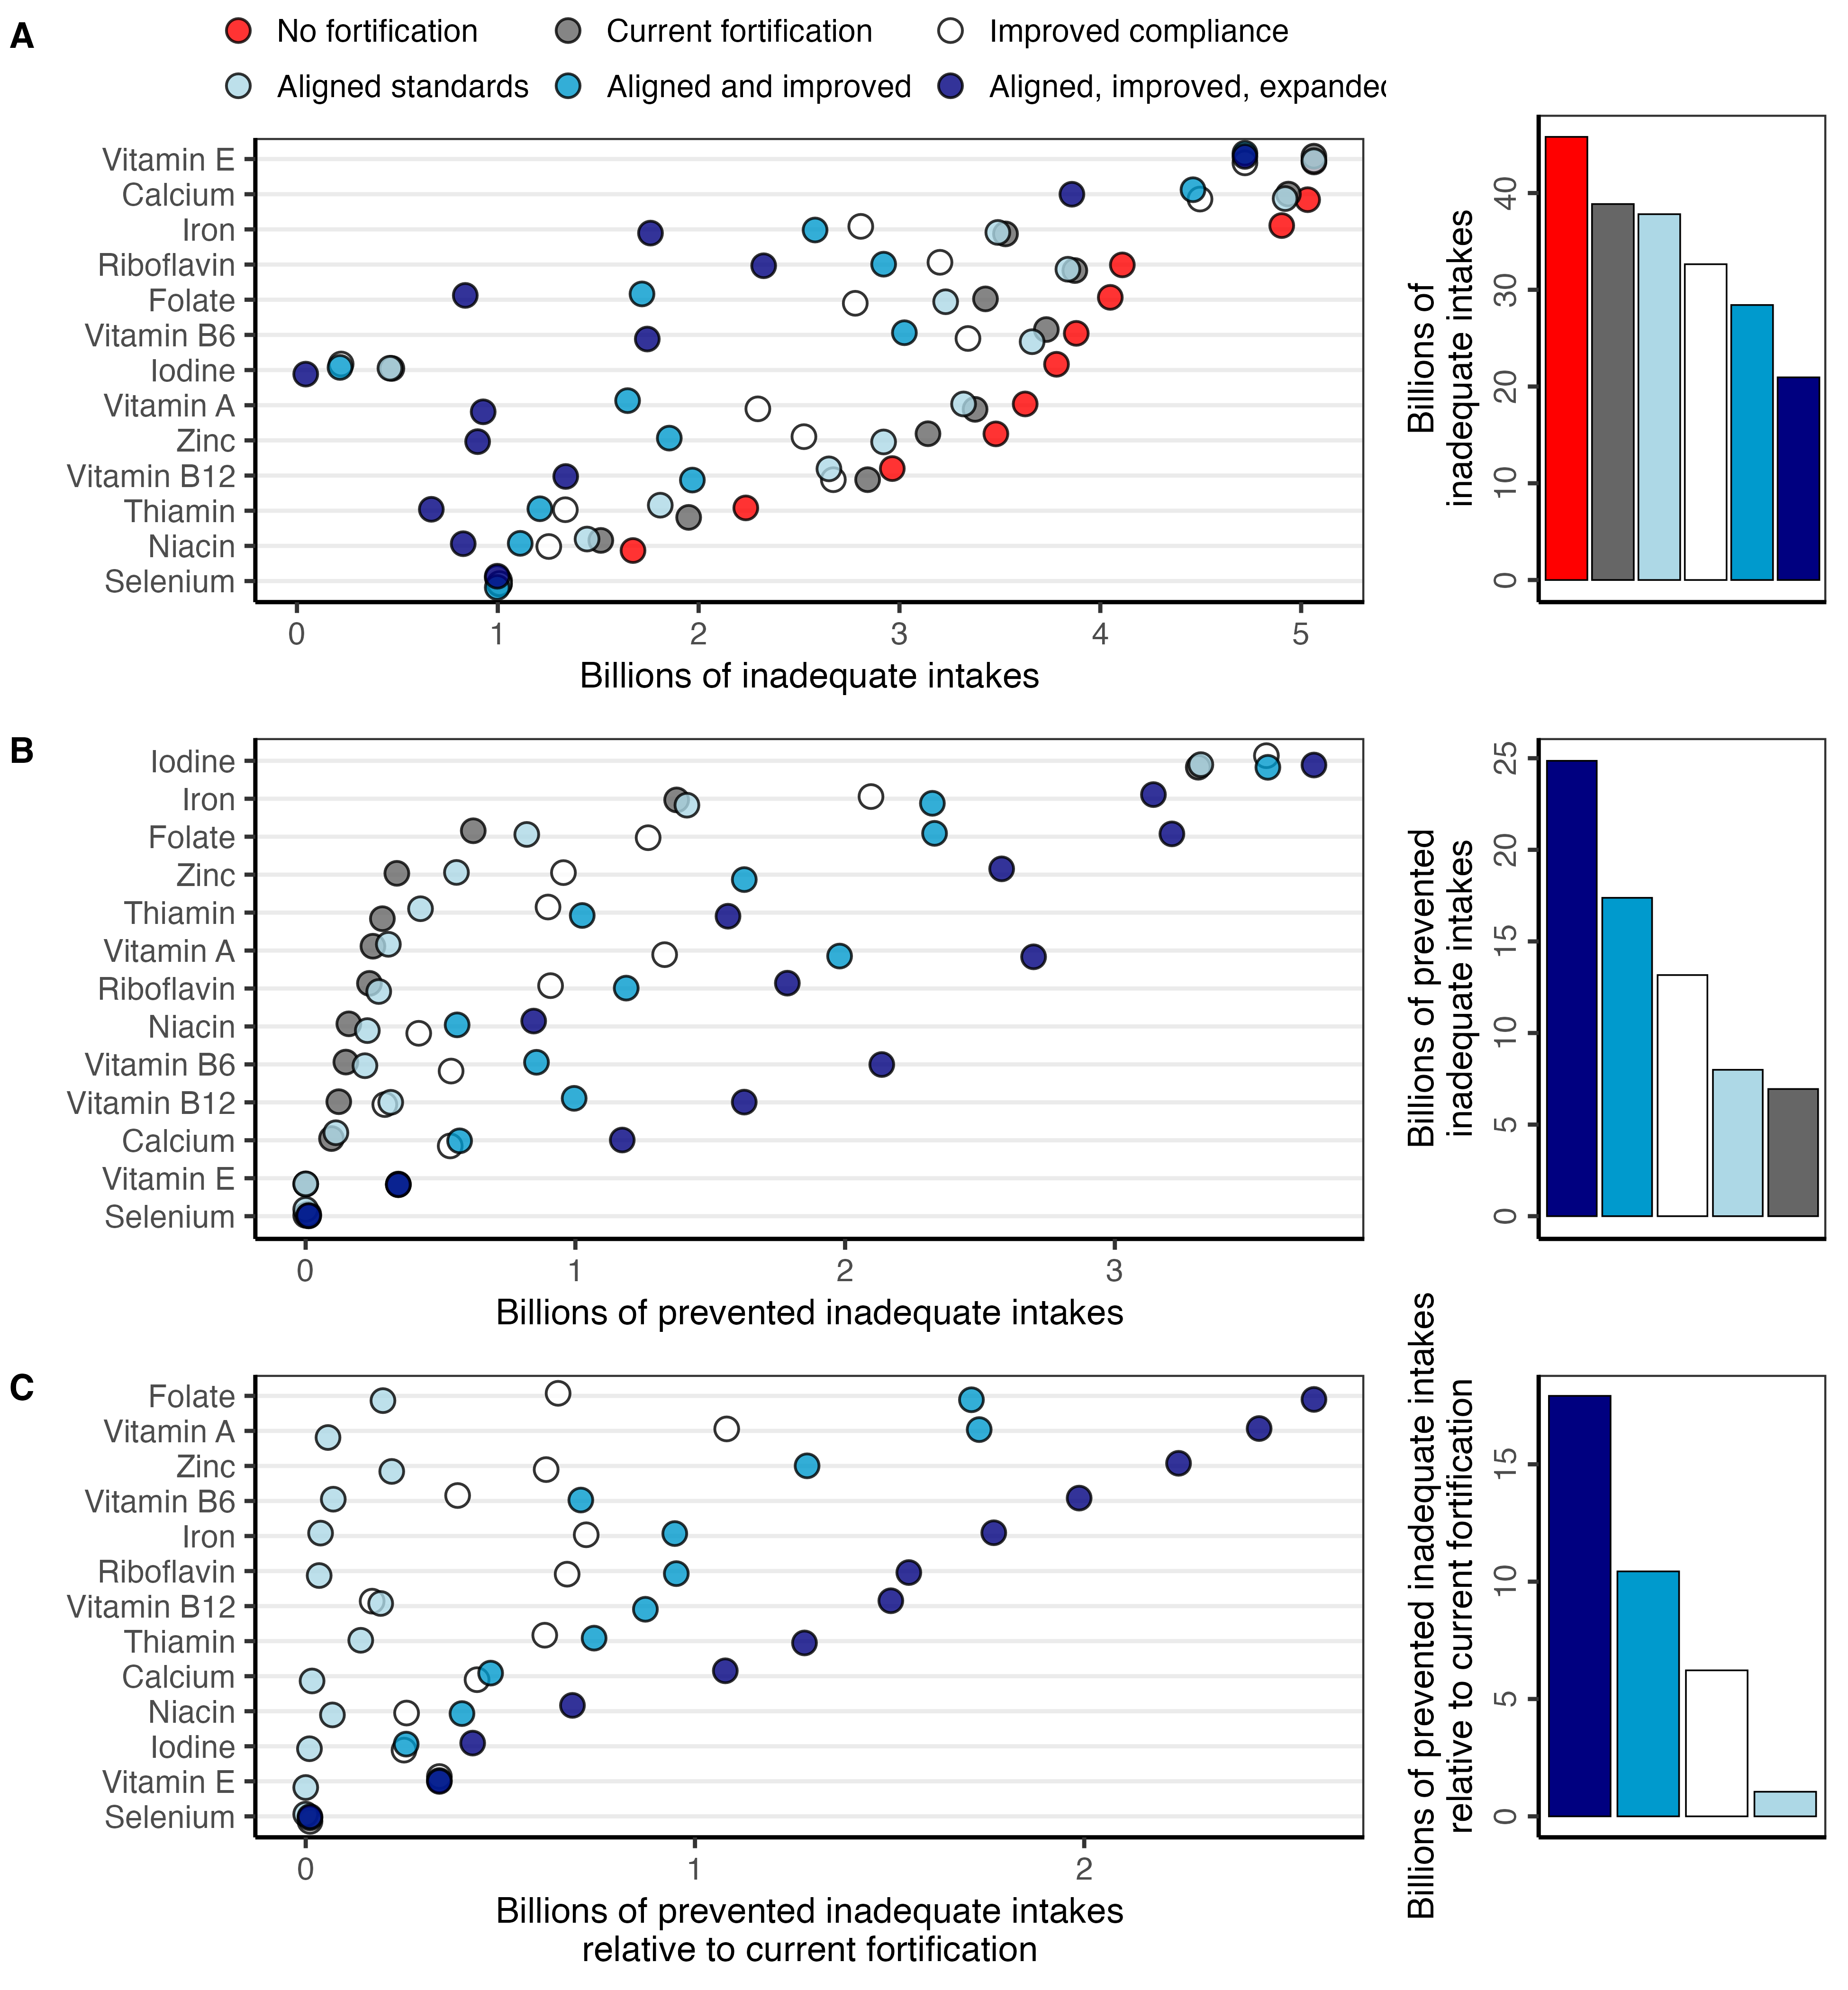 A
No fortification
Current fortification
Improved compliance
Aligned standards
Aligned and improved
Aligned, improved, expanded
Vitamin E
Calcium
Iron
Riboflavin
Folate
Vitamin B6
Iodine
Vitamin A
Zinc
Vitamin B12
Thiamin
Niacin
Selenium
0 1 2 3 4 5
Billions of inadequate intakes
Billions of
inadequate intakes
40
30
20
10
0
B
Iodine
Iron
Folate
Zinc
Thiamin
Vitamin A
Riboflavin
Niacin
Vitamin B6
Vitamin B12
Calcium
Vitamin E
Selenium
0 1 2 3
Billions of prevented inadequate intakes
Billions of prevented
inadequate intakes
25
20
15
10
5
0
C
Folate
Vitamin A
Zinc
Vitamin B6
Iron
Riboflavin
Vitamin B12
Thiamin
Calcium
Niacin
Iodine
Vitamin E
Selenium
0 1 2
Billions of prevented inadequate intakes
relative to current fortification
Billions of prevented inadequate intakes
relative to current fortification
15
10
5
0